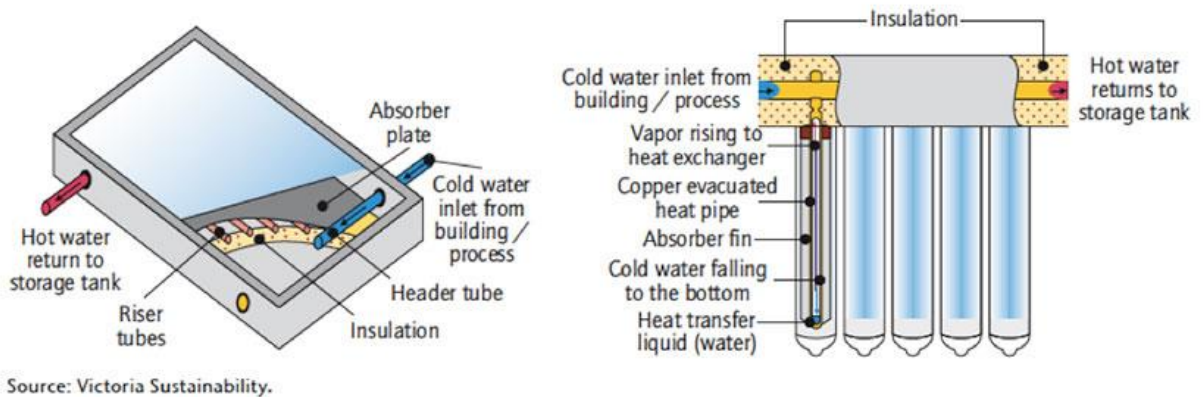 Absorber
plate
Cold water
inlet from
building /
process
Hot water
return to
storage tank
Header tube
Riser
tubes
Insulation
Insulation
Cold water inlet from
building / process
Hot water
returns to
storage tank
Vapor rising to
heat exchanger
Copper evacuated
heat pipe
Absorber fin
Cold water falling
to the bottom
Heat transfer
liquid (water)
Source: Victoria Sustainability.